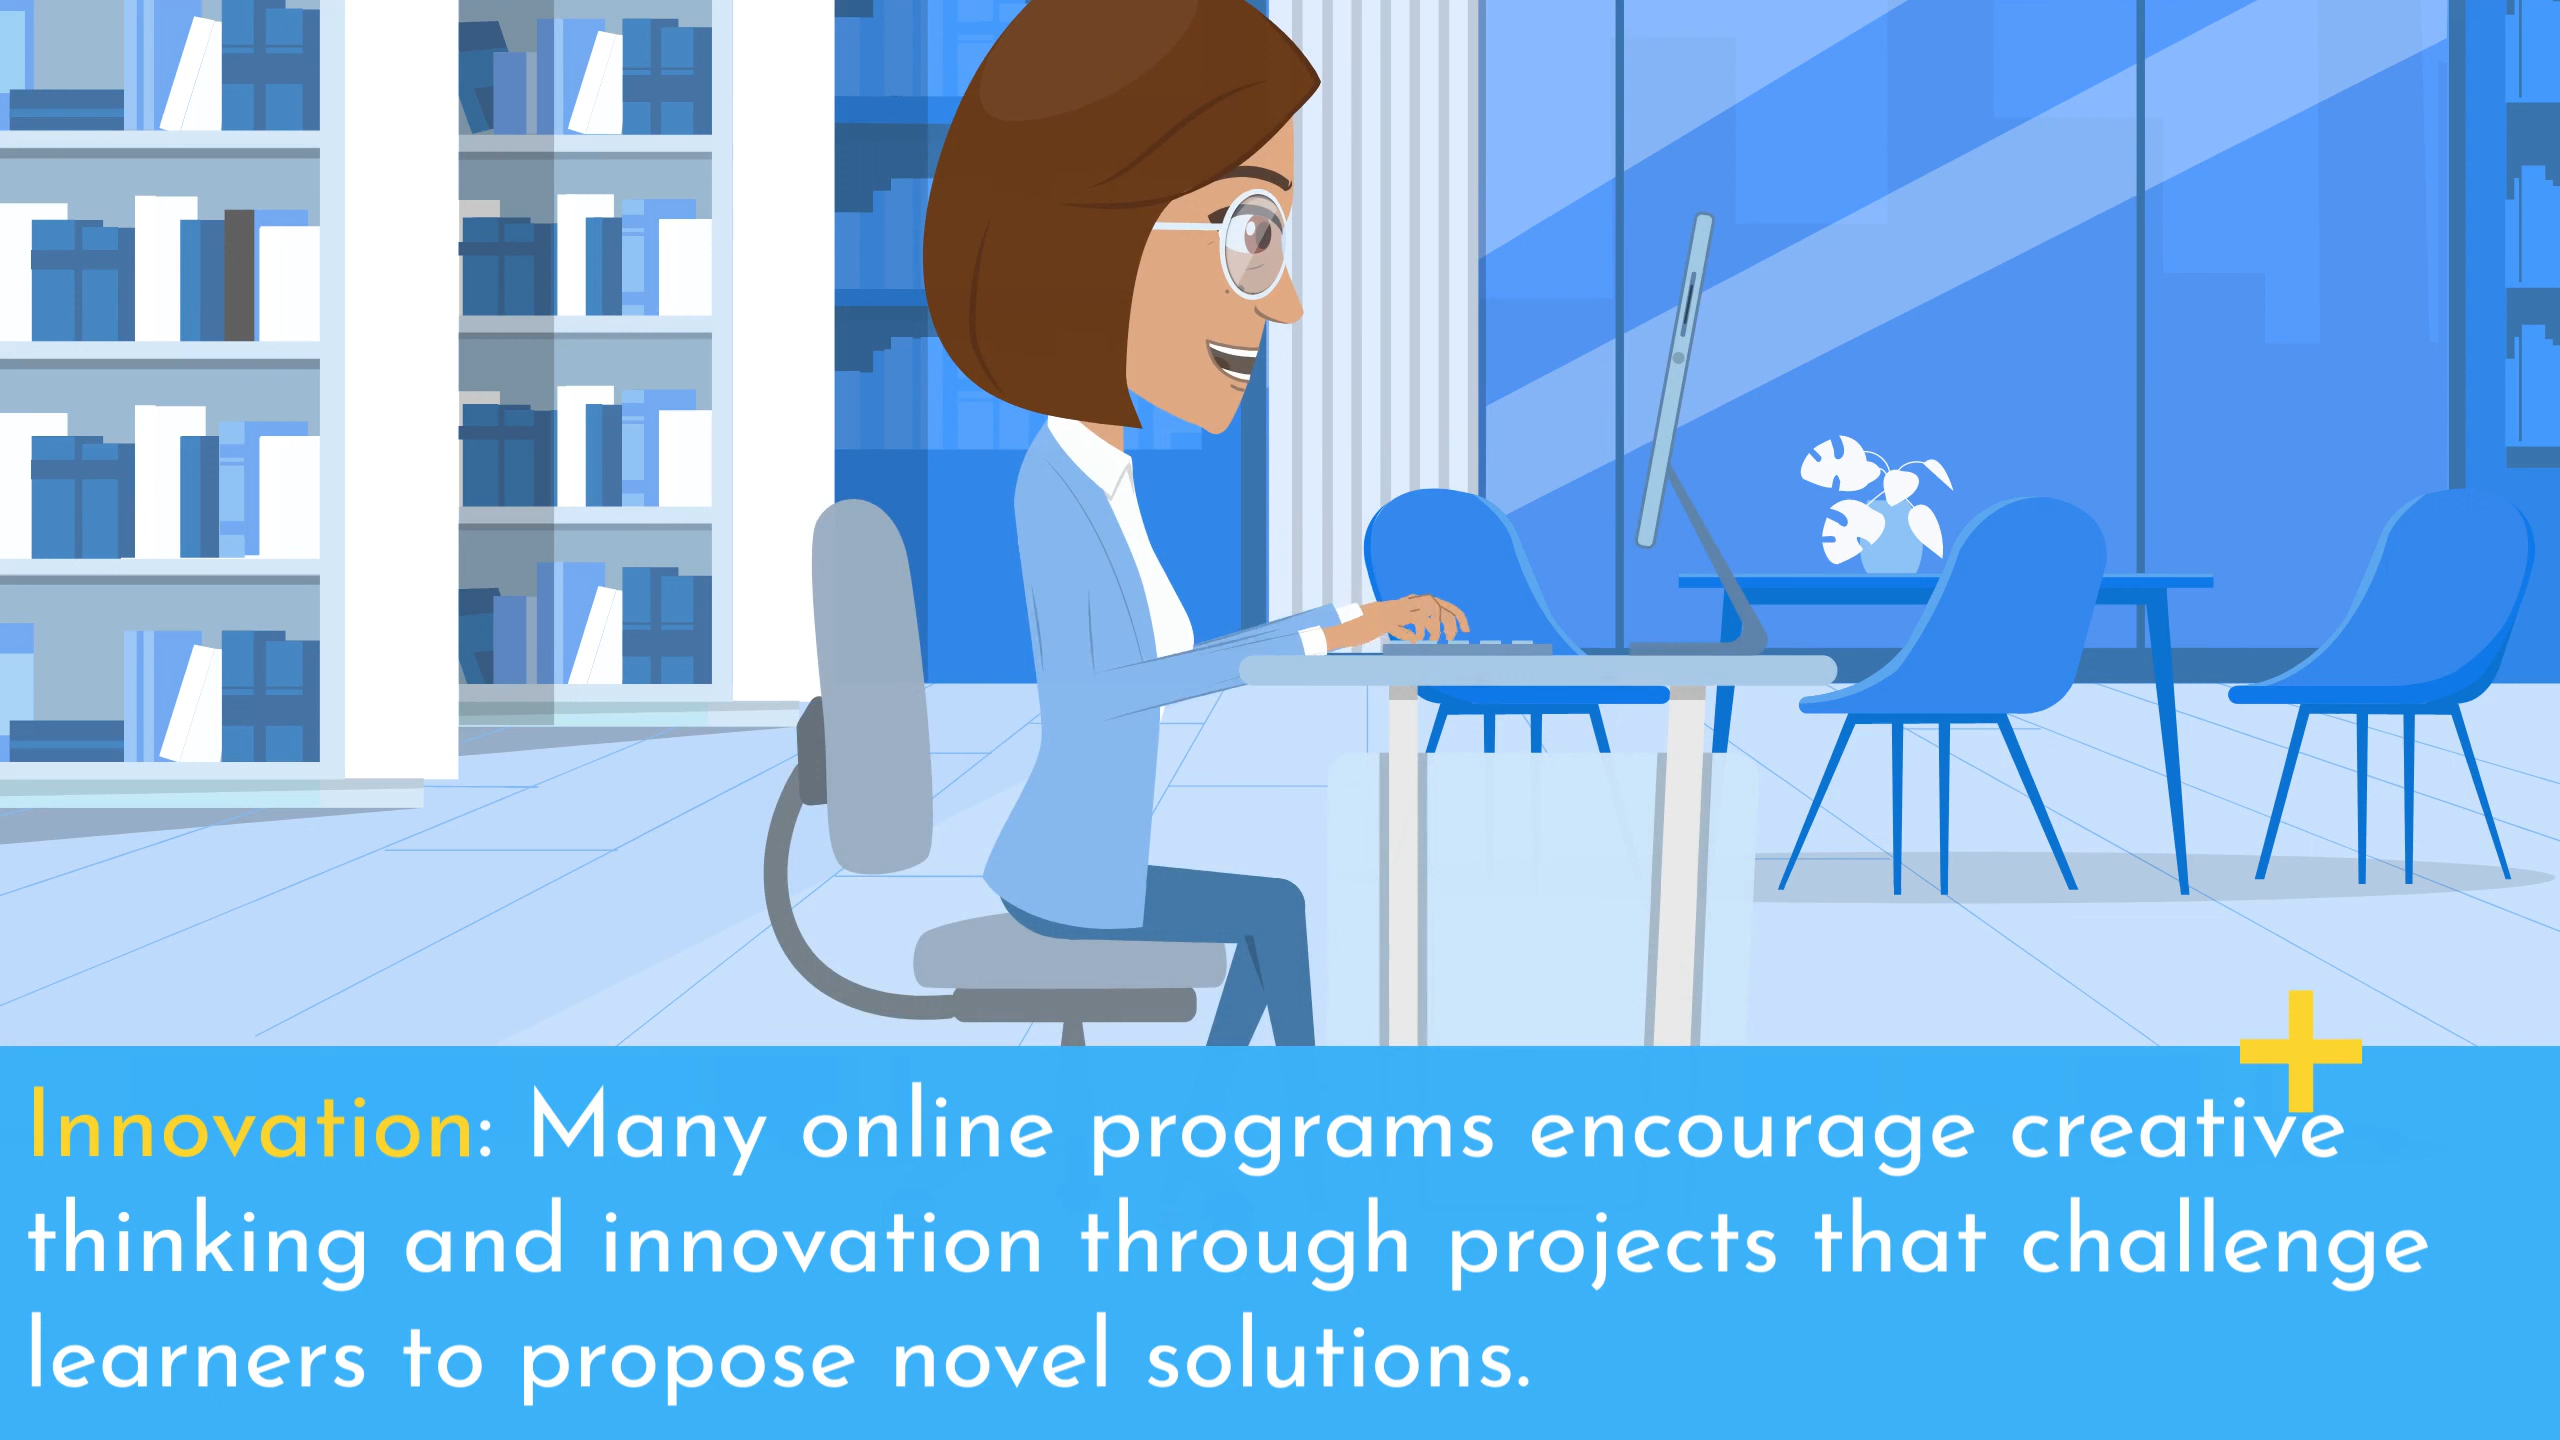 Innovation: Many online programs encourage creative
thinking and innovation through projects that challenge
learners to propose novel solutions.